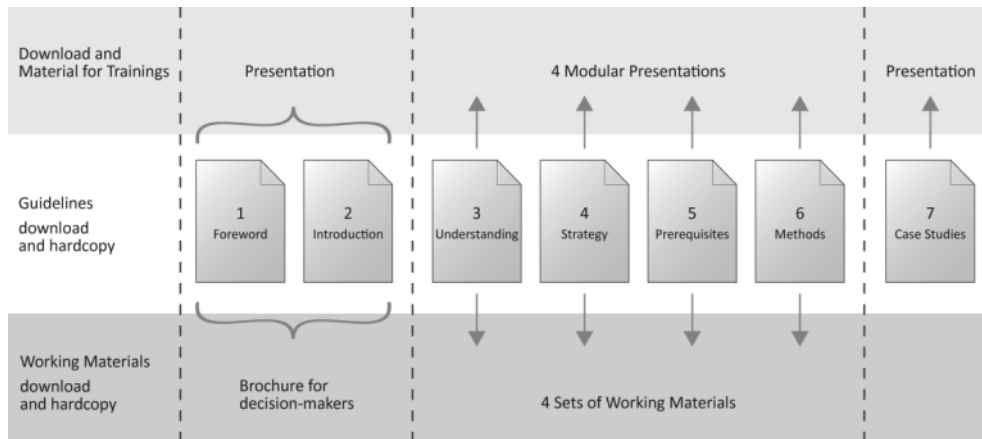 Download and
Material for Trainings
Presentation
4 Modular Presentations
Presentation
Guidelines
download
and hardcopy
1
Foreword
2
Introduction
3
Understanding
4
Strategy
5
Prerequisites
6
Methods
7
Case Studies
Working Materials
download
and hardcopy
Brochure for
decision-makers
4 Sets of Working Materials